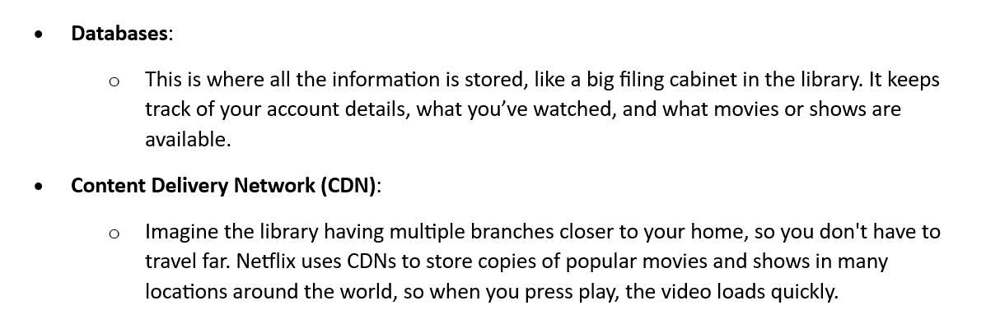 • Databases:
o This is where all the information is stored, like a big filing cabinet in the library. It keeps
track of your account details, what you’ve watched, and what movies or shows are
available.
• Content Delivery Network (CDN):
o Imagine the library having multiple branches closer to your home, so you don't have to
travel far. Netflix uses CDNs to store copies of popular movies and shows in many
locations around the world, so when you press play, the video loads quickly.